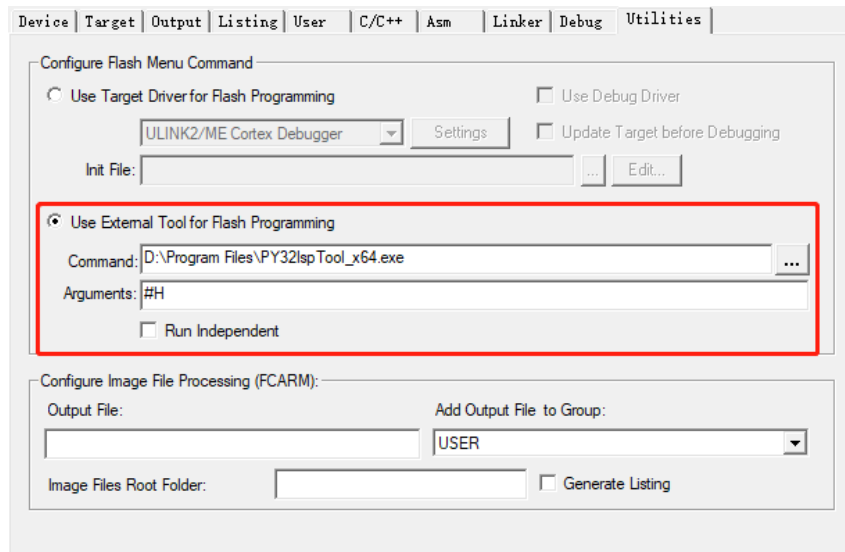 Device Target Output Listing User C/C++ Asm Linker Debug Utilities
Configure Flash Menu Command
Use Target Driver for Flash Programming Use Debug Driver
ULINK2/ME Cortex Debugger Settings Update Target before Debugging
Init File: ... Edit...
Use External Tool for Flash Programming
Command: D:\Program Files\PY32IspTool_x64.exe ...
Arguments: #H
Run Independent
Configure Image File Processing (FCARM):
Output File: Add Output File to Group:
USER
Image Files Root Folder: Generate Listing